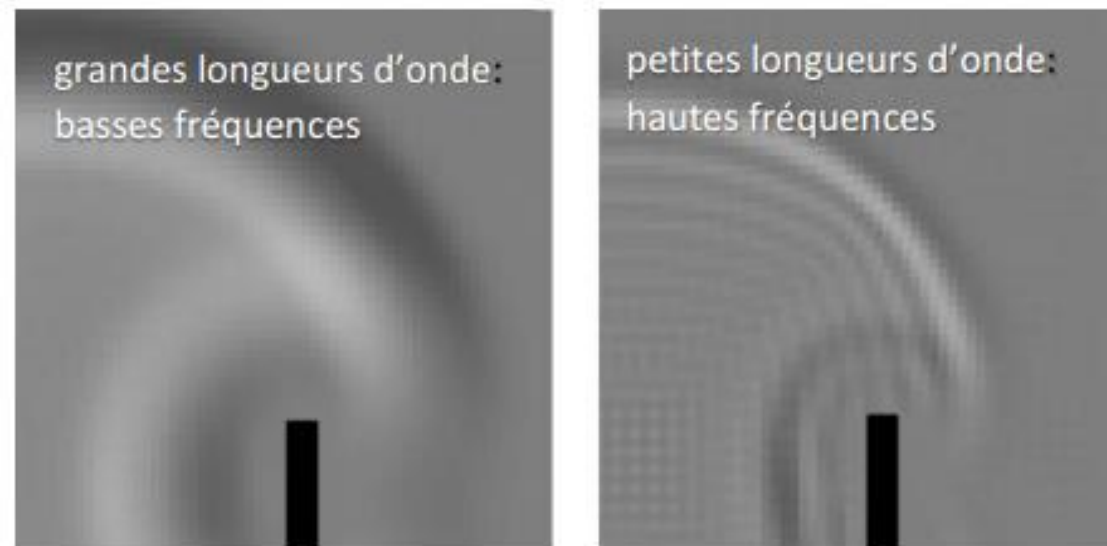 grandes longueurs d’onde:
basses fréquences
petites longueurs d’onde:
hautes fréquences